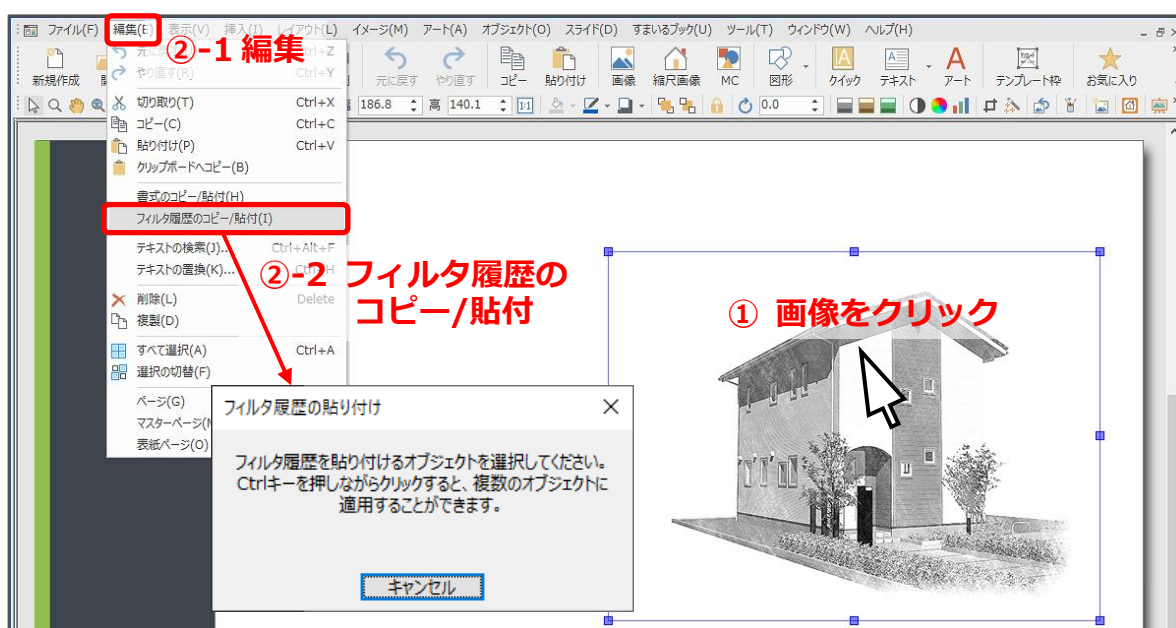 ファイル(F) 編集(E) 表示(V) 挿入(I) レイアウト(L) イメージ(M) アート(A) オブジェクト(O) スライド(D) すまいるブック(U) ツール(T) ウィンドウ(W) ヘルプ(H)
②-1 編集
新規作成 元に戻す やり直す コピー 貼り付け 画像 縮尺画像 MC 図形 クイック テキスト アート テンプレート枠 お気に入り
186.8 高 140.1 1:1 0.0
やり直す(R) Ctrl+Y
切り取り(T) Ctrl+X
コピー(C) Ctrl+C
貼り付け(P) Ctrl+V
クリップボードへコピー(B)
書式のコピー/貼付(H)
フィルタ履歴のコピー/貼付(I)
テキストの検索(J)... Ctrl+Alt+F
テキストの置換(K)...
②-2 フィルタ履歴の
コピー/貼付
削除(L) Delete
複製(D)
すべて選択(A) Ctrl+A
選択の切替(F)
ページ(G)
マスターページ(
表紙ページ(O)
① 画像をクリック
フィルタ履歴の貼り付け
フィルタ履歴を貼り付けるオブジェクトを選択してください。
Ctrlキーを押しながらクリックすると、複数のオブジェクトに
適用することができます。
キャンセル